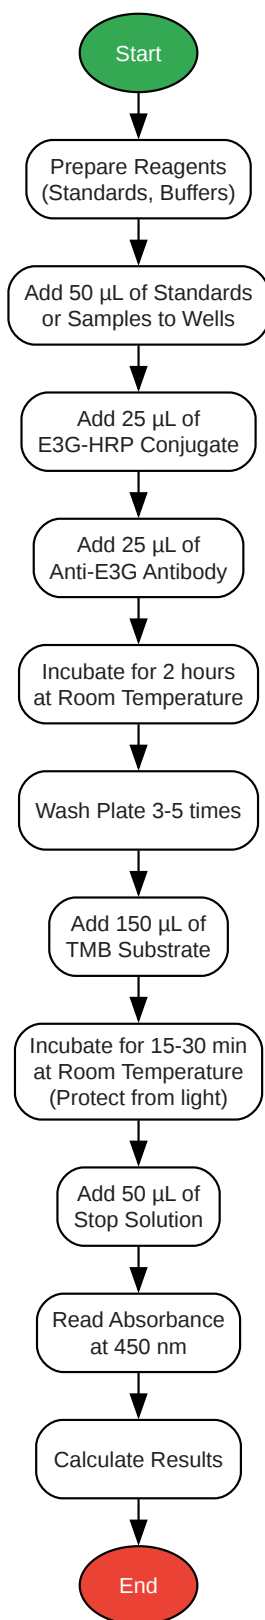 Start
Prepare Reagents
(Standards, Buffers)
Add 50 µL of Standards
or Samples to Wells
Add 25 µL of
E3G-HRP Conjugate
Add 25 µL of
Anti-E3G Antibody
Incubate for 2 hours
at Room Temperature
Wash Plate 3-5 times
Add 150 µL of
TMB Substrate
Incubate for 15-30 min
at Room Temperature
(Protect from light)
Add 50 µL of
Stop Solution
Read Absorbance
at 450 nm
Calculate Results
End